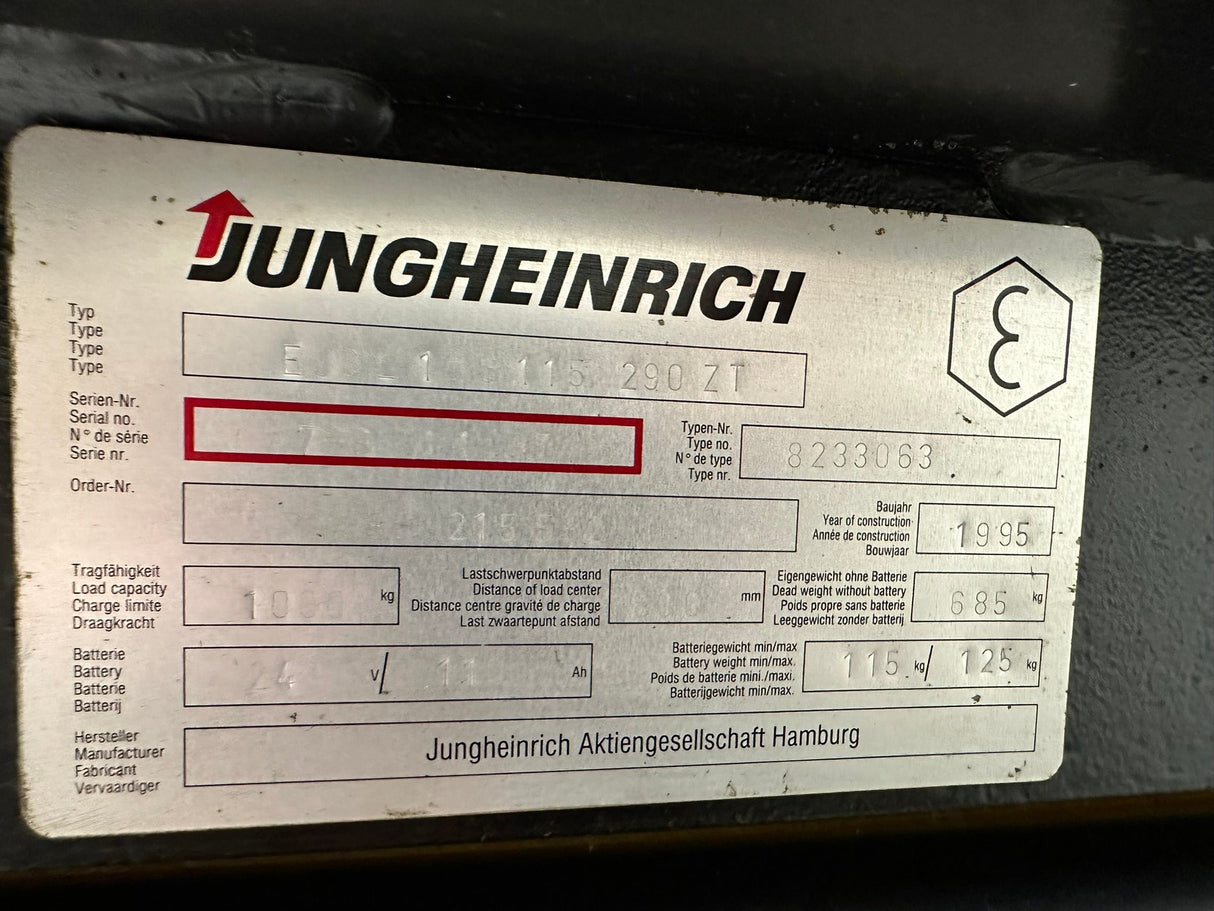 JUNGHEINRICH
Typ
Type
Type
Type
115 290 ZT
Serien-Nr.
Serial no.
N° de série
Serie nr.
Typen-Nr.
Type no.
N° de type
Type nr.
8233063
Order-Nr.
Baujahr
Year of construction
Année de construction
Bouwjaar
1995
Tragfähigkeit
Load capacity
Charge limite
Draagkracht
kg
Lastschwerpunktabstand
Distance of load center
Distance centre gravité de charge
Last zwaartepunt afstand
mm
Eigengewicht ohne Batterie
Dead weight without battery
Poids propre sans batterie
Leeggewicht zonder batterij
685 kg
Batterie
Battery
Batterie
Batterij
24 V/ Ah
Batteriegewicht min/max
Battery weight min/max.
Poids de batterie mini./maxi.
Batterijgewicht min/max.
115 kg/ 125 kg
Hersteller
Manufacturer
Fabricant
Vervaardiger
Jungheinrich Aktiengesellschaft Hamburg